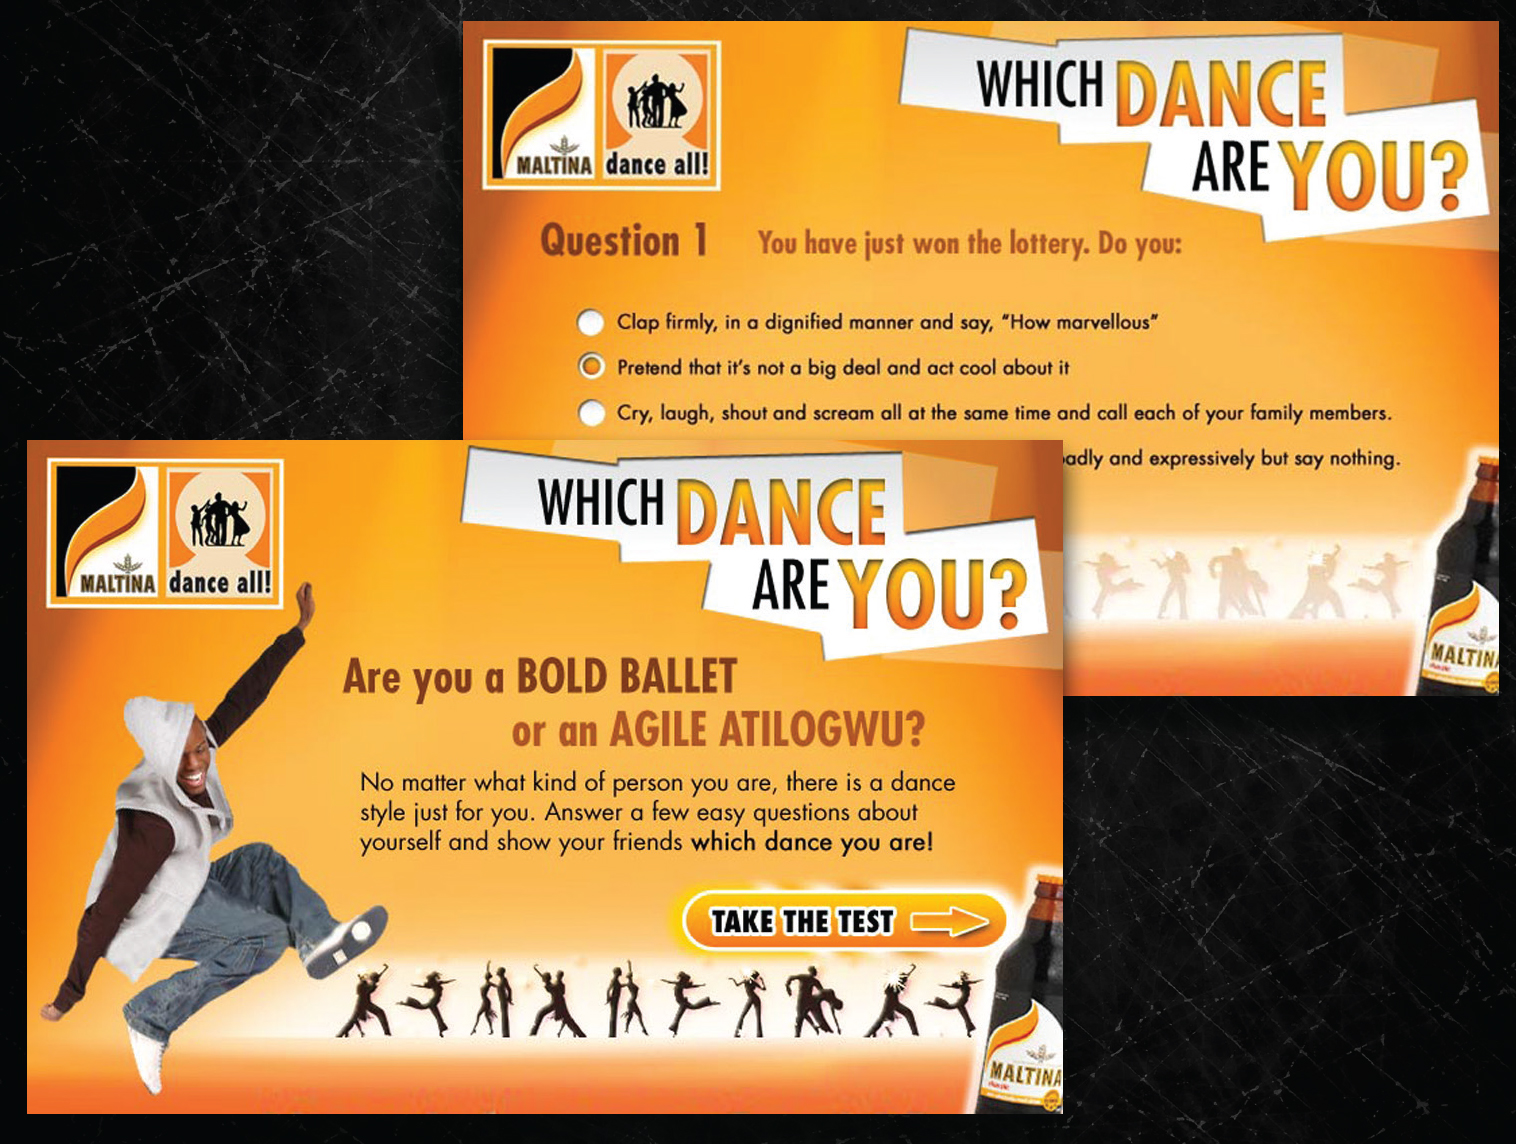 MALTINA
dance all!
WHICH DANCE
ARE YOU?
Question 1
You have just won the lottery. Do you:
Clap firmly, in a dignified manner and say, “How marvellous”
Pretend that it's not a big deal and act cool about it
Cry, laugh, shout and scream all at the same time and call each of your family members.
and expressively but say nothing.
MALTINA
MALTINA
dance all!
WHICH DANCE
ARE YOU?
Are you a BOLD BALLET
or an AGILE ATILOGWU?
No matter what kind of person you are, there is a dance
style just for you. Answer a few easy questions about
yourself and show your friends which dance you are!
TAKE THE TEST
MALTINA